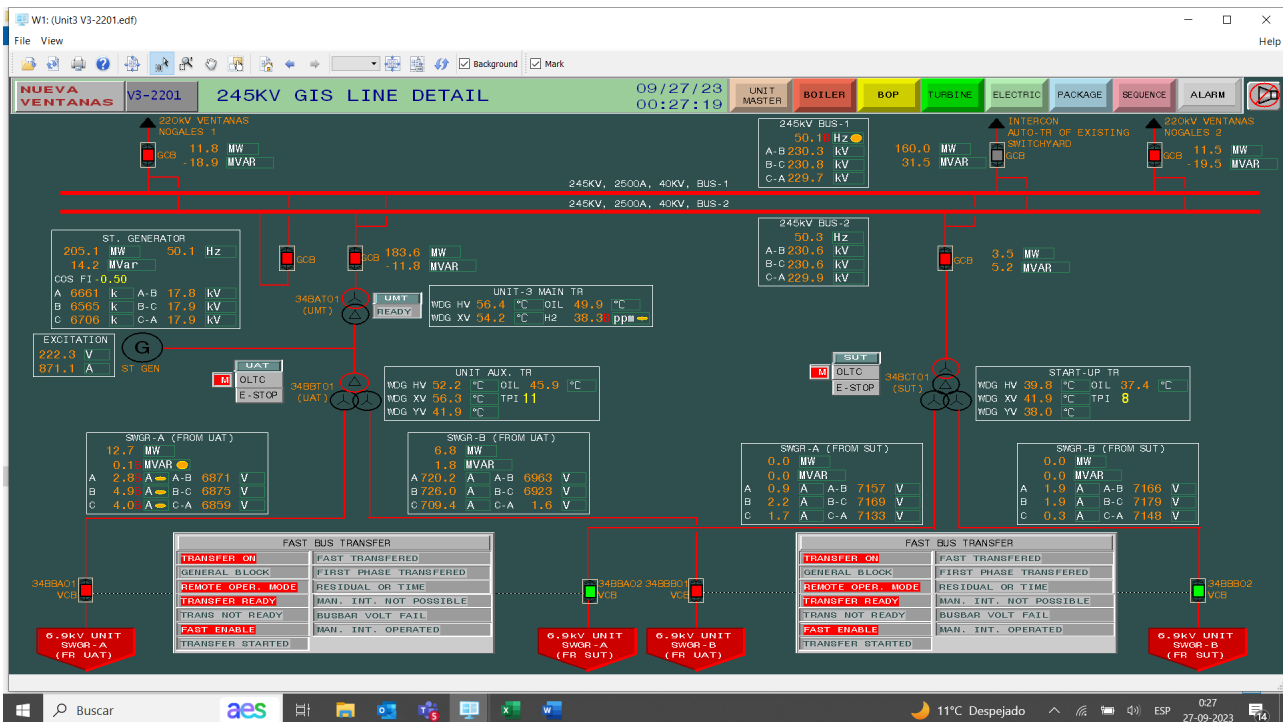 W1: (Unit3 V3-2201.edf)
File View
Help
Background
Mark
NUEVA
VENTANAS
V3-2201
245KV GIS LINE DETAIL
09/27/23
00:27:19
UNIT
MASTER
BOILER
BOP
TURBINE
ELECTRIC
PACKAGE
SEQUENCE
ALARM
220KV VENTANAS
NOGALES 1
GCB
11.8 MW
-18.9 MVAR
245KV BUS-1
50.1 Hz
A-B 230.3 kV
B-C 230.8 kV
C-A 229.7 kV
160.0 MW
31.5 MVAR
INTERCON
AUTO-TR OF EXISTING
SWITCHYARD
GCB
220KV VENTANAS
NOGALES 2
GCB
11.5 MW
-19.5 MVAR
245KV, 2500A, 40KV, BUS-1
245KV, 2500A, 40KV, BUS-2
ST. GENERATOR
205.1 MW 50.1 Hz
14.2 MVar
COS FI -0.50
A 6661 k A-B 17.8 kV
B 6565 k B-C 17.9 kV
C 6706 k C-A 17.9 kV
GCB
GCB
183.6 MW
-11.8 MVAR
245KV BUS-2
50.3 Hz
A-B 230.6 kV
B-C 230.6 kV
C-A 229.9 kV
GCB
3.5 MW
5.2 MVAR
34BAT01
(UMT)
UMT
READY
UNIT-3 MAIN TR
WDG HV 56.4 °C OIL 49.9 °C
WDG XV 54.2 °C H2 38.3 ppm
EXCITATION
222.3 V
871.1 A
G
ST GEN
M
UAT
OLTC
E-STOP
34BBT01
(UAT)
UNIT AUX. TR
WDG HV 52.2 °C OIL 45.9 °C
WDG XV 56.3 °C TPI 11
WDG YV 41.9 °C
M
SUT
OLTC
E-STOP
34BCT01
(SUT)
START-UP TR
WDG HV 39.8 °C OIL 37.4 °C
WDG XV 41.9 °C TPI 8
WDG YV 38.0 °C
SWGR-A (FROM UAT)
12.7 MW
0.1 MVAR
A 2.8 A A-B 6871 V
B 4.9 A B-C 6875 V
C 4.0 A C-A 6859 V
SWGR-B (FROM UAT)
6.8 MW
1.8 MVAR
A 720.2 A A-B 6963 V
B 726.0 A B-C 6923 V
C 709.4 A C-A 1.6 V
SWGR-A (FROM SUT)
0.0 MW
0.0 MVAR
A 0.9 A A-B 7157 V
B 2.2 A B-C 7169 V
C 1.7 A C-A 7133 V
SWGR-B (FROM SUT)
0.0 MW
0.0 MVAR
A 1.9 A A-B 7166 V
B 1.9 A B-C 7179 V
C 0.3 A C-A 7148 V
FAST BUS TRANSFER
TRANSFER ON FAST TRANSFERED
GENERAL BLOCK FIRST PHASE TRANSFERED
REMOTE OPER. MODE RESIDUAL OR TIME
TRANSFER READY MAN. INT. NOT POSSIBLE
TRANS NOT READY BUSBAR VOLT FAIL
FAST ENABLE MAN. INT. OPERATED
TRANSFER STARTED
FAST BUS TRANSFER
TRANSFER ON FAST TRANSFERED
GENERAL BLOCK FIRST PHASE TRANSFERED
REMOTE OPER. MODE RESIDUAL OR TIME
TRANSFER READY MAN. INT. NOT POSSIBLE
TRANS NOT READY BUSBAR VOLT FAIL
FAST ENABLE MAN. INT. OPERATED
TRANSFER STARTED
34BBA01
VCB
34BBA02
VCB
34BBB01
VCB
34BBB02
VCB
6.9kV UNIT
SWGR-A
(FR UAT)
6.9kV UNIT
SWGR-A
(FR SUT)
6.9kV UNIT
SWGR-B
(FR UAT)
6.9kV UNIT
SWGR-B
(FR SUT)
Buscar
aes
11°C Despejado
ESP
0:27
27-09-2023
14